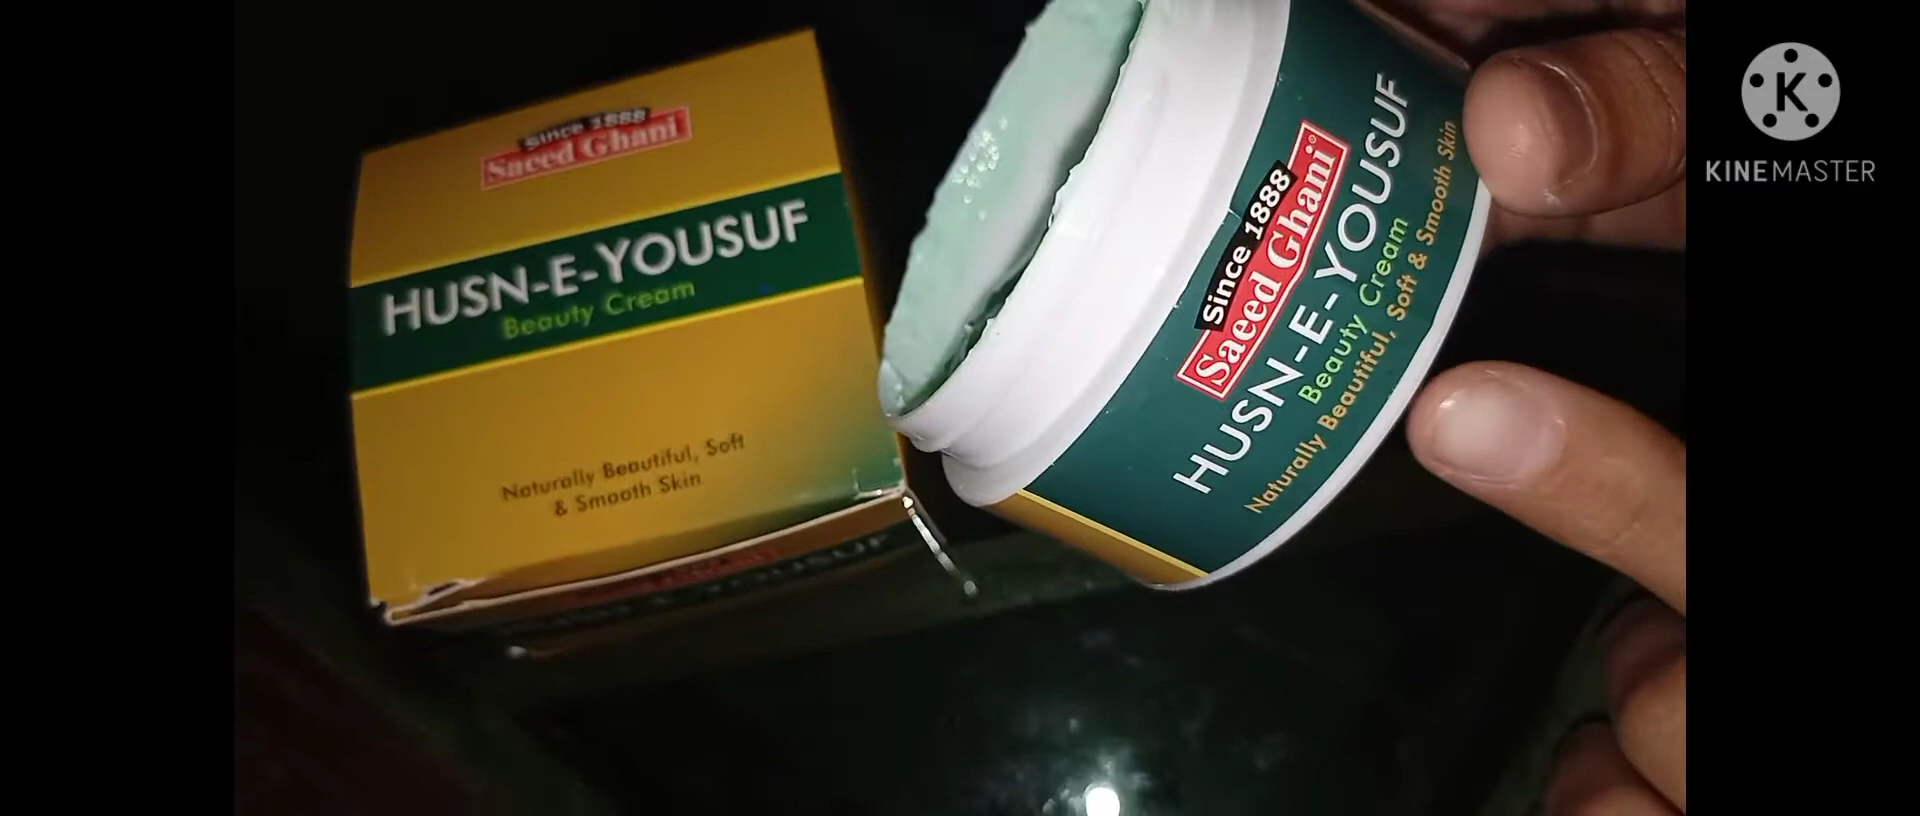 Since 1888
Saeed Ghani
HUSN-E-YOUSUF
Beauty Cream
Naturally Beautiful, Soft
& Smooth Skin
Since 1888
Saeed Ghani
HUSN-E-YOUSUF
Beauty Cream
Naturally Beautiful, Soft & Smooth Skin
K
KINEMASTER